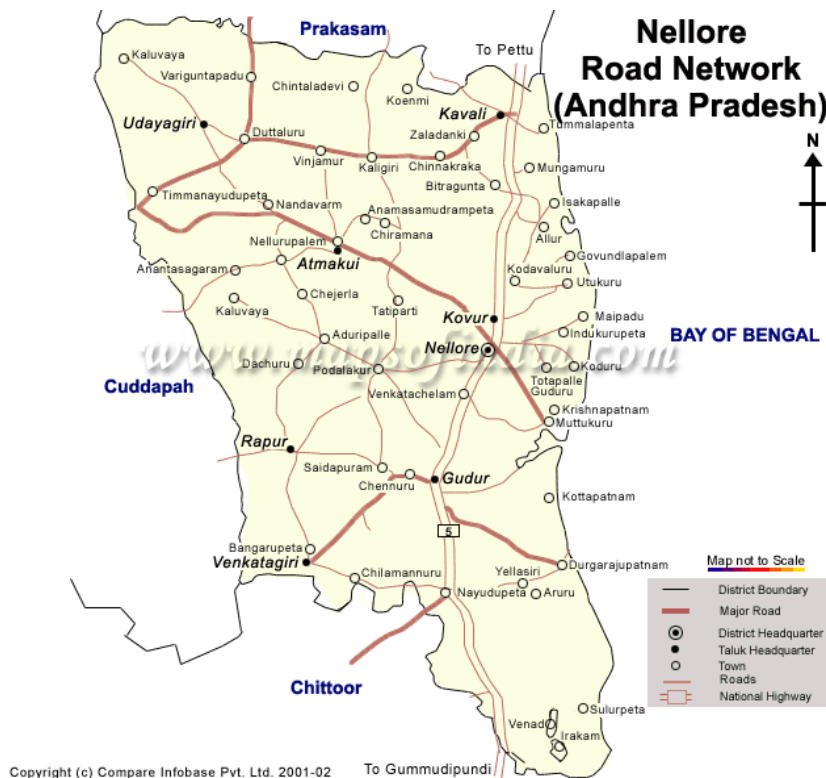 Nellore
Road Network
(Andhra Pradesh)
Prakasam
To Pettu
Kaluvaya
Variguntapadu
Chintaladevi
Koenmi
Kavali
Tummalapenta
N
Udayagiri
Duttaluru
Zaladanki
Vinjamur
Kaligiri
Chinnakraka
Mungamuru
Bitragunta
Timmanayudupeta
Nandavarm
Anamasamudrampeta
Isakapalle
Chiramana
Allur
Nellurupalem
Atmakui
Govundlapalem
Anantasagaram
Kodavaluru
Utukuru
Chejerla
Kaluvaya
Tatiparti
Kovur
Maipadu
Indukurupeta
BAY OF BENGAL
Aduripalle
Nellore
www.mapsofindia.com
Dachuru
Podalakur
Koduru
Totapalle
Guduru
Cuddapah
Venkatachelam
Krishnapatnam
Muttukuru
Rapur
Saidapuram
Chennuru
Gudur
Kottapatnam
5
Bangarupeta
Venkatagiri
Chilamannuru
Yellasiri
Durgarajupatnam
Nayudupeta
Aruru
Map not to Scale
District Boundary
Major Road
District Headquarter
Taluk Headquarter
Town
Roads
National Highway
Chittoor
Sulurpeta
Venad
Irakam
To Gummudipundi
Copyright (c) Compare Infobase Pvt. Ltd. 2001-02